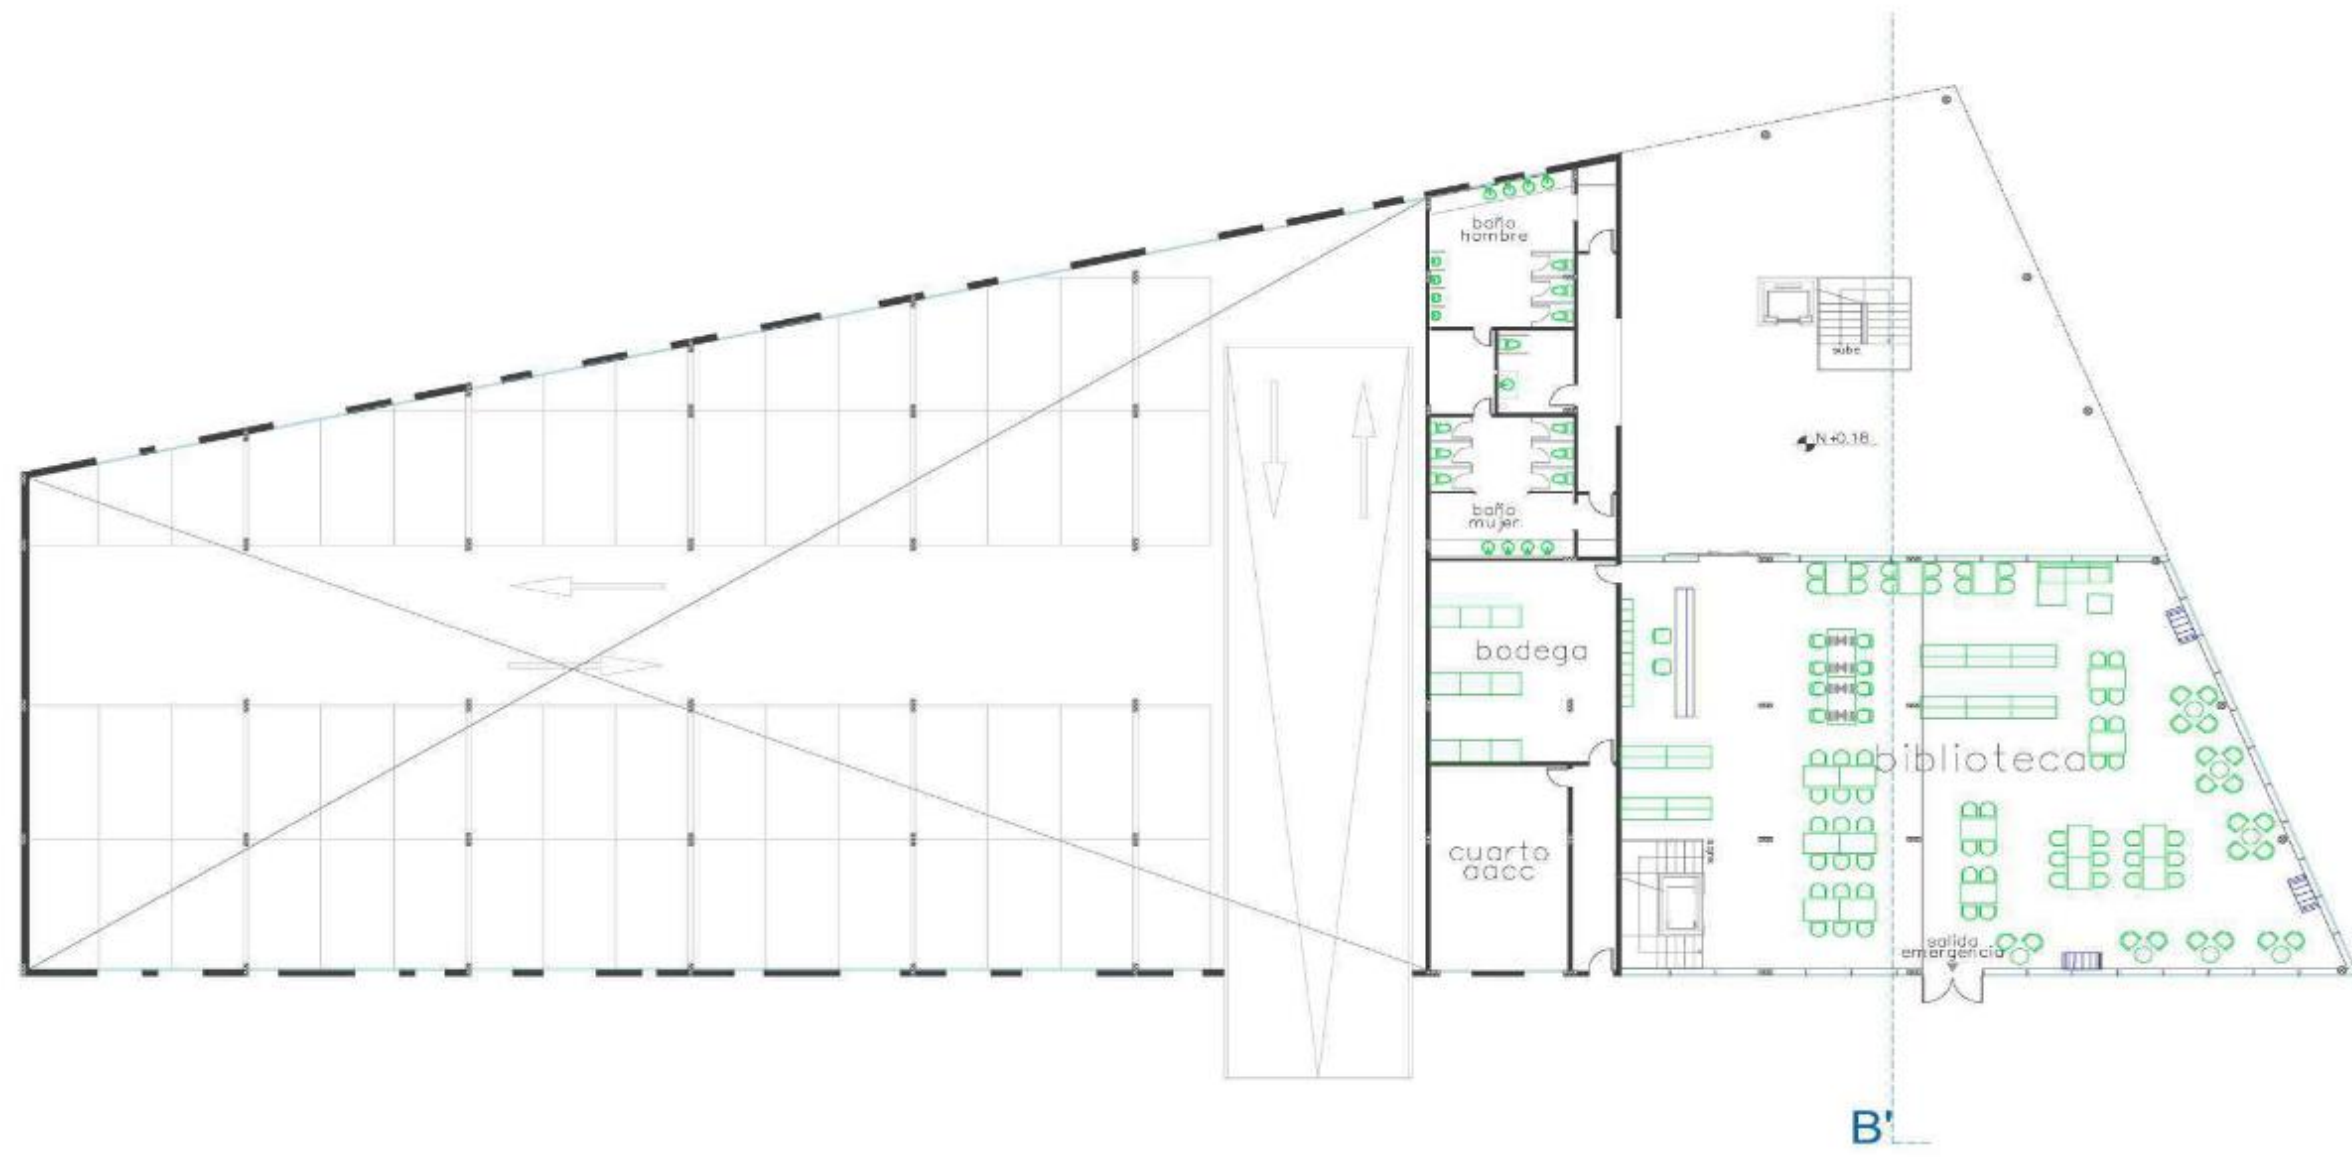 baño
hombre
sube
N+0.18
baño
mujer
bodega
biblioteca
cuarto
aacc
salida
emergencia
B'